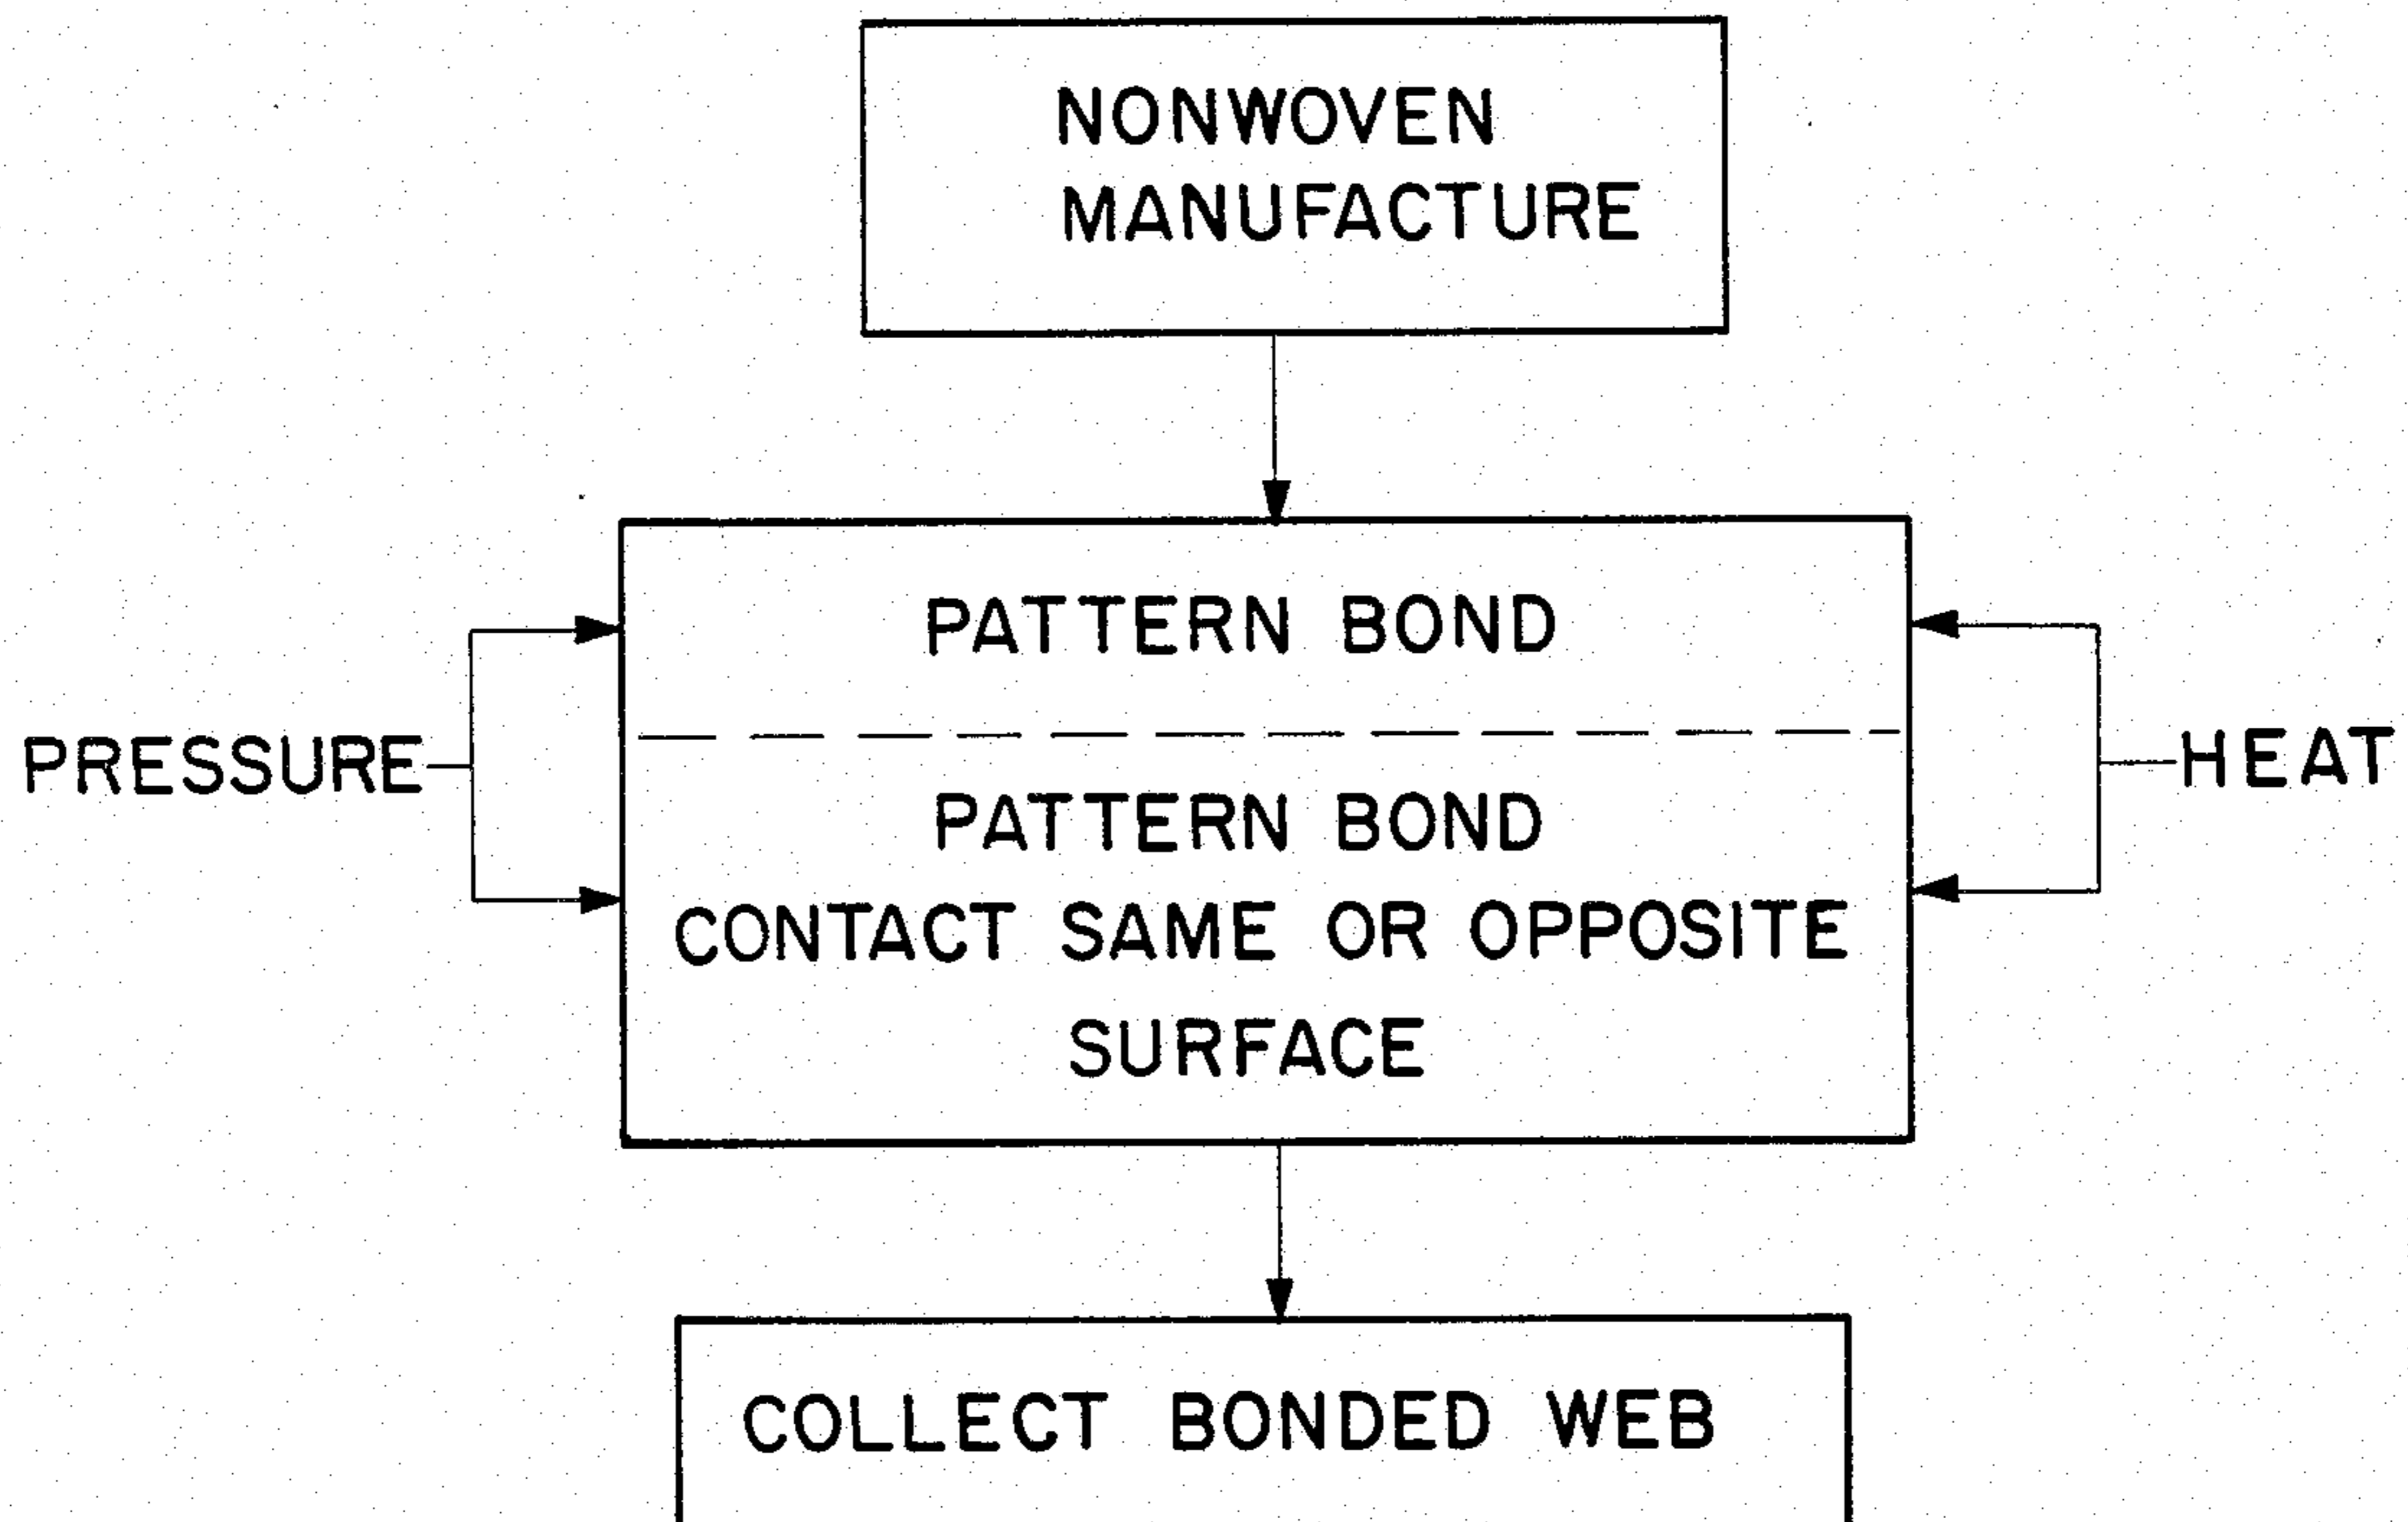 NONWOVEN
MANUFACTURE
PATTERN BOND
PRESSURE
HEAT
PATTERN BOND
CONTACT SAME OR OPPOSITE
SURFACE
COLLECT BONDED WEB